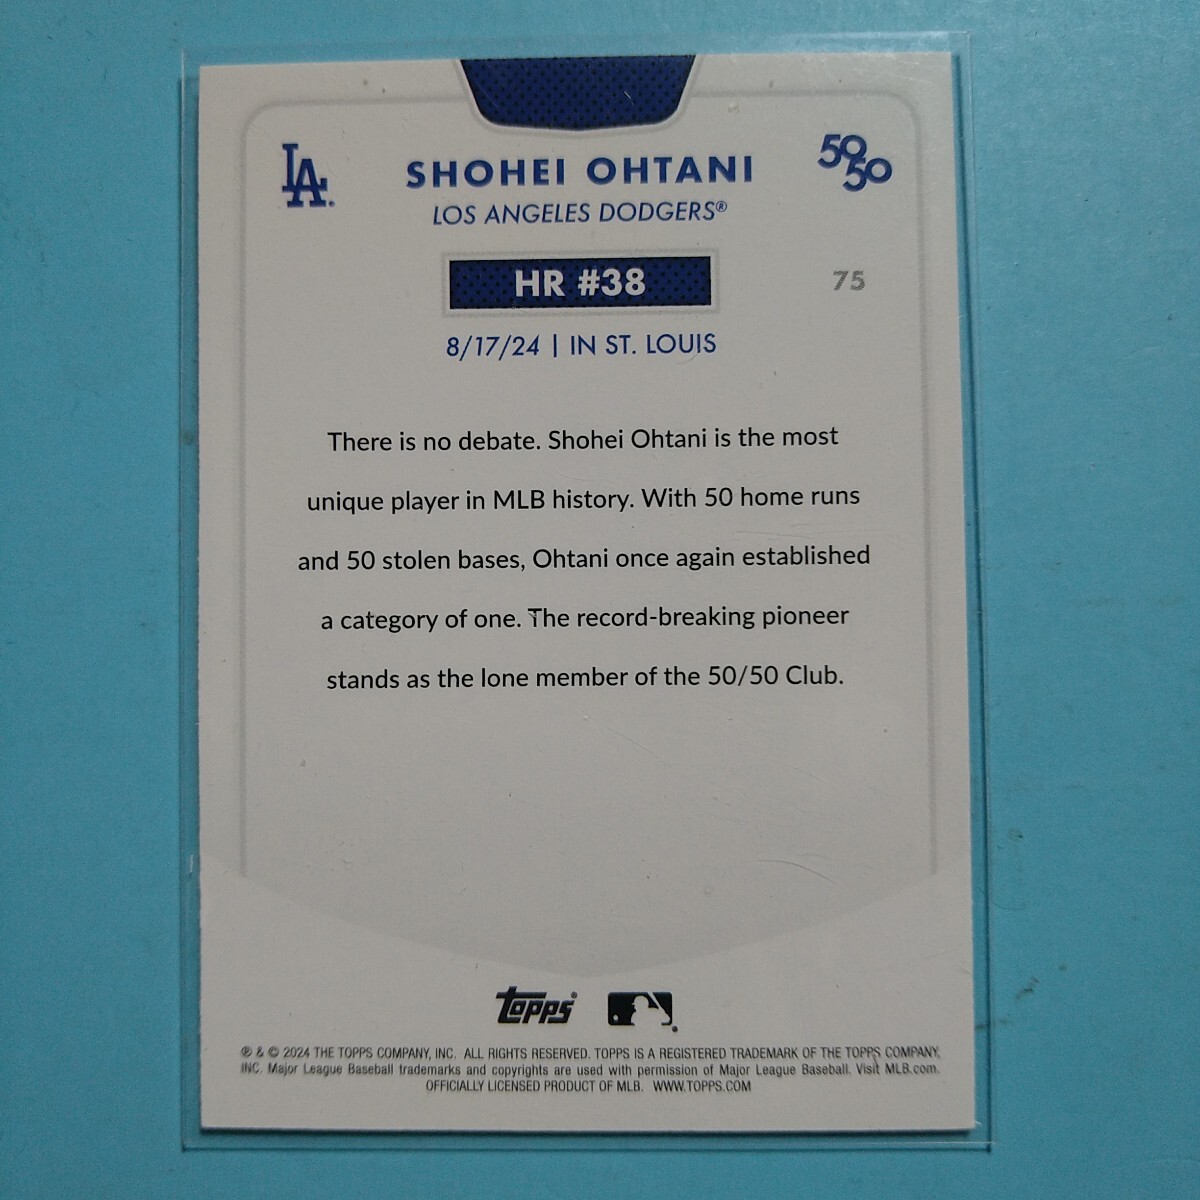 LA.
SHOHEI OHTANI
50/50
LOS ANGELES DODGERS®
HR #38
75
8/17/24 | IN ST. LOUIS
There is no debate. Shohei Ohtani is the most
unique player in MLB history. With 50 home runs
and 50 stolen bases, Ohtani once again established
a category of one. The record-breaking pioneer
stands as the lone member of the 50/50 Club.
topps®
® & © 2024 THE TOPPS COMPANY, INC. ALL RIGHTS RESERVED. TOPPS IS A REGISTERED TRADEMARK OF THE TOPPS COMPANY,
INC. Major League Baseball trademarks and copyrights are used with permission of Major League Baseball. Visit MLB.com.
OFFICIALLY LICENSED PRODUCT OF MLB. WWW.TOPPS.COM